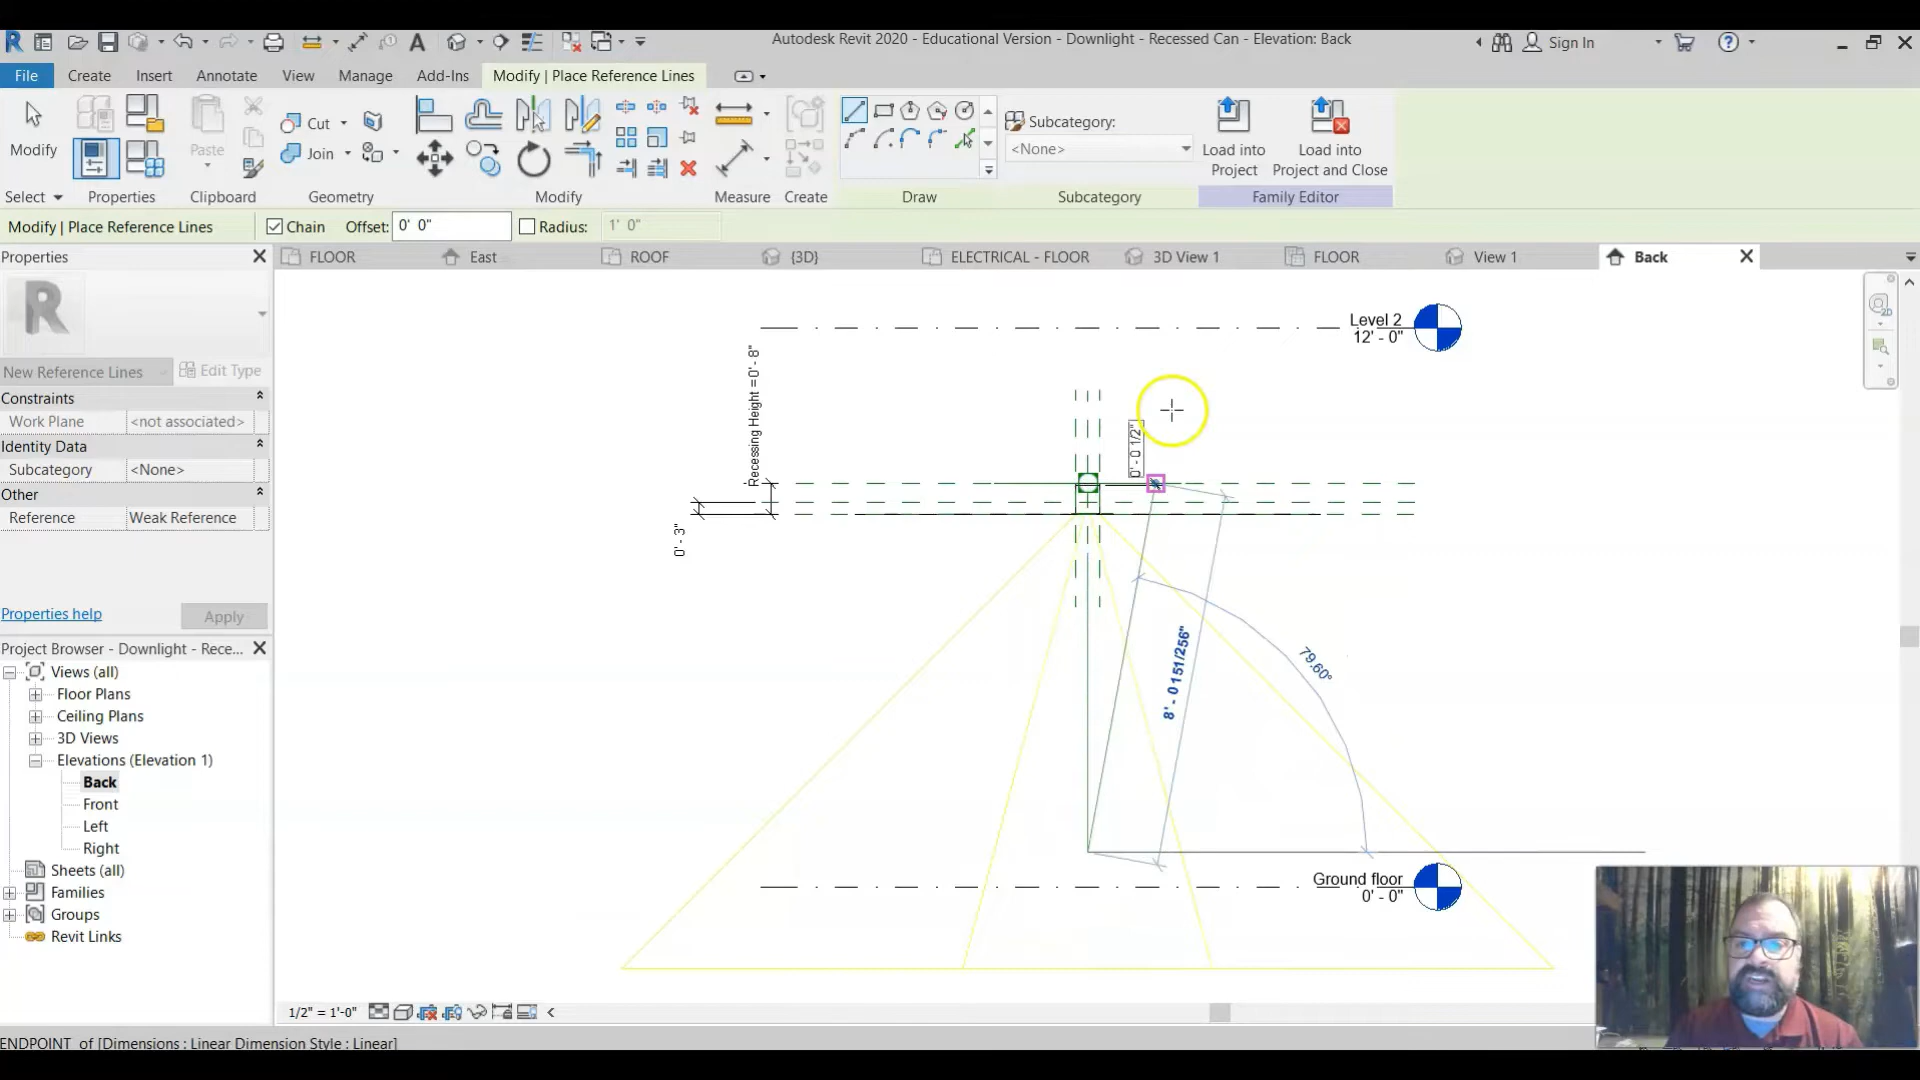 Autodesk Revit 2020 - Educational Version - Downlight - Recessed Can - Elevation: Back
Sign In
File Create Insert Annotate View Manage Add-Ins Modify | Place Reference Lines
Modify
Paste
Cut
Join
Subcategory:
<None>
Load into
Project
Load into
Project and Close
Select Properties Clipboard Geometry Modify Measure Create Draw Subcategory Family Editor
Modify | Place Reference Lines Chain Offset: 0' 0" Radius: 1' 0"
Properties
FLOOR East ROOF {3D} ELECTRICAL - FLOOR 3D View 1 FLOOR View 1 Back
R
New Reference Lines Edit Type
Constraints
Work Plane <not associated>
Identity Data
Subcategory <None>
Other
Reference Weak Reference
Properties help Apply
Project Browser - Downlight - Rece...
Views (all)
Floor Plans
Ceiling Plans
3D Views
Elevations (Elevation 1)
Back
Front
Left
Right
Sheets (all)
Families
Groups
Revit Links
Level 2
12' - 0"
Recessing Height = 0' - 8"
0' - 0 1/2"
0' - 3"
8' - 0 151/256"
79.60°
Ground floor
0' - 0"
2D
1/2" = 1'-0"
ENDPOINT of [Dimensions : Linear Dimension Style : Linear]